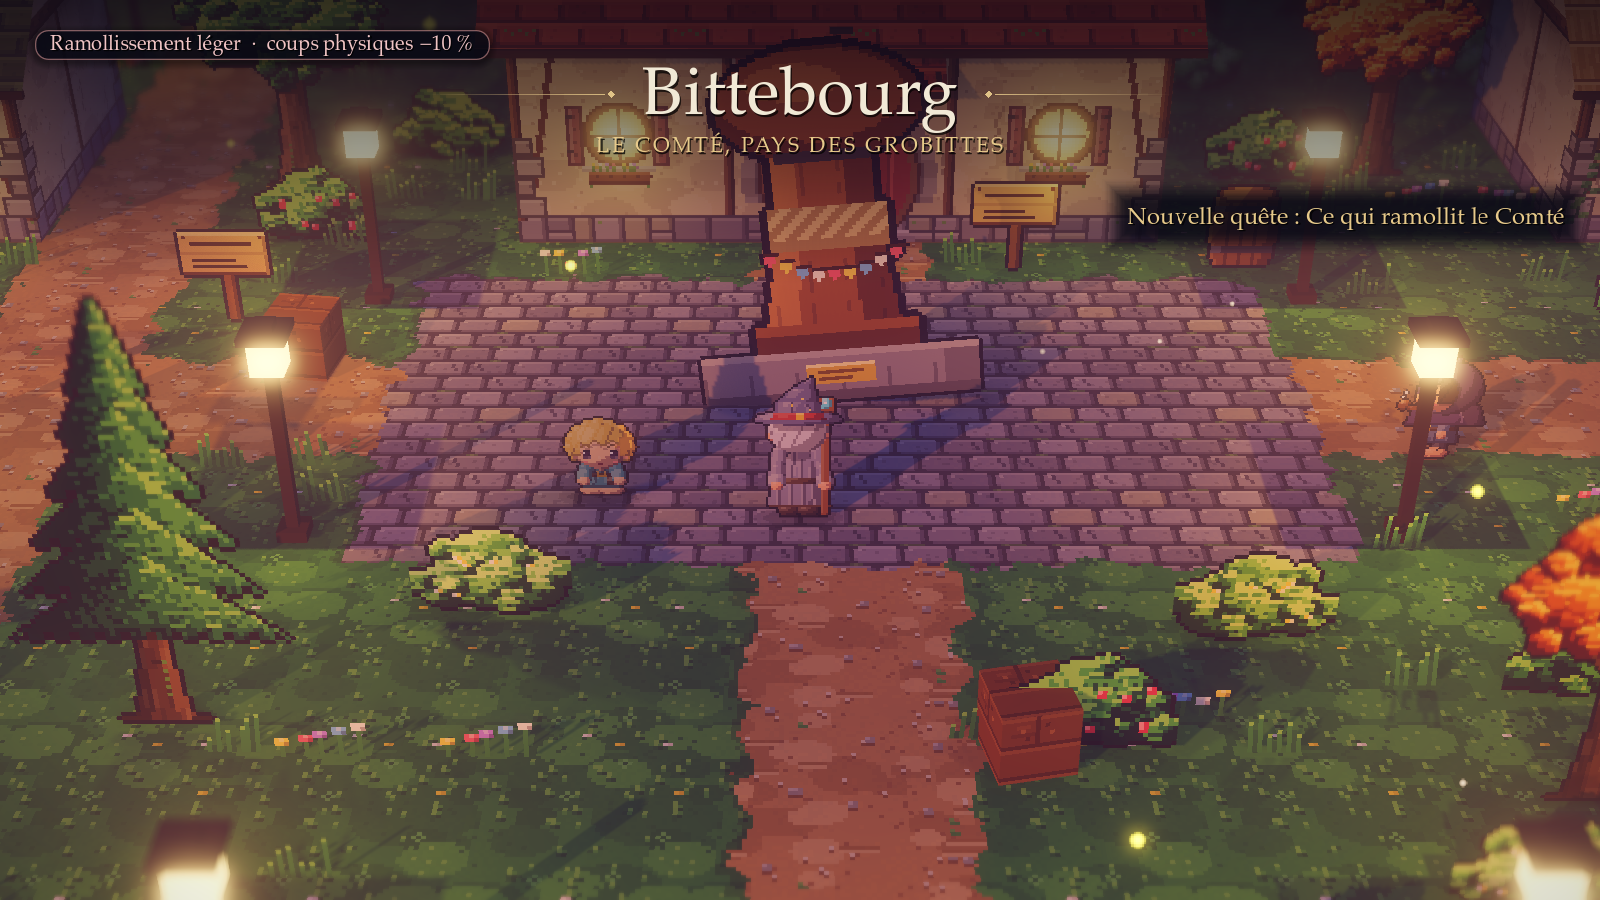 Ramollissement léger · coups physiques −10 %
Bittebourg
LE COMTÉ, PAYS DES GROBITTES
Nouvelle quête : Ce qui ramollit le Comté